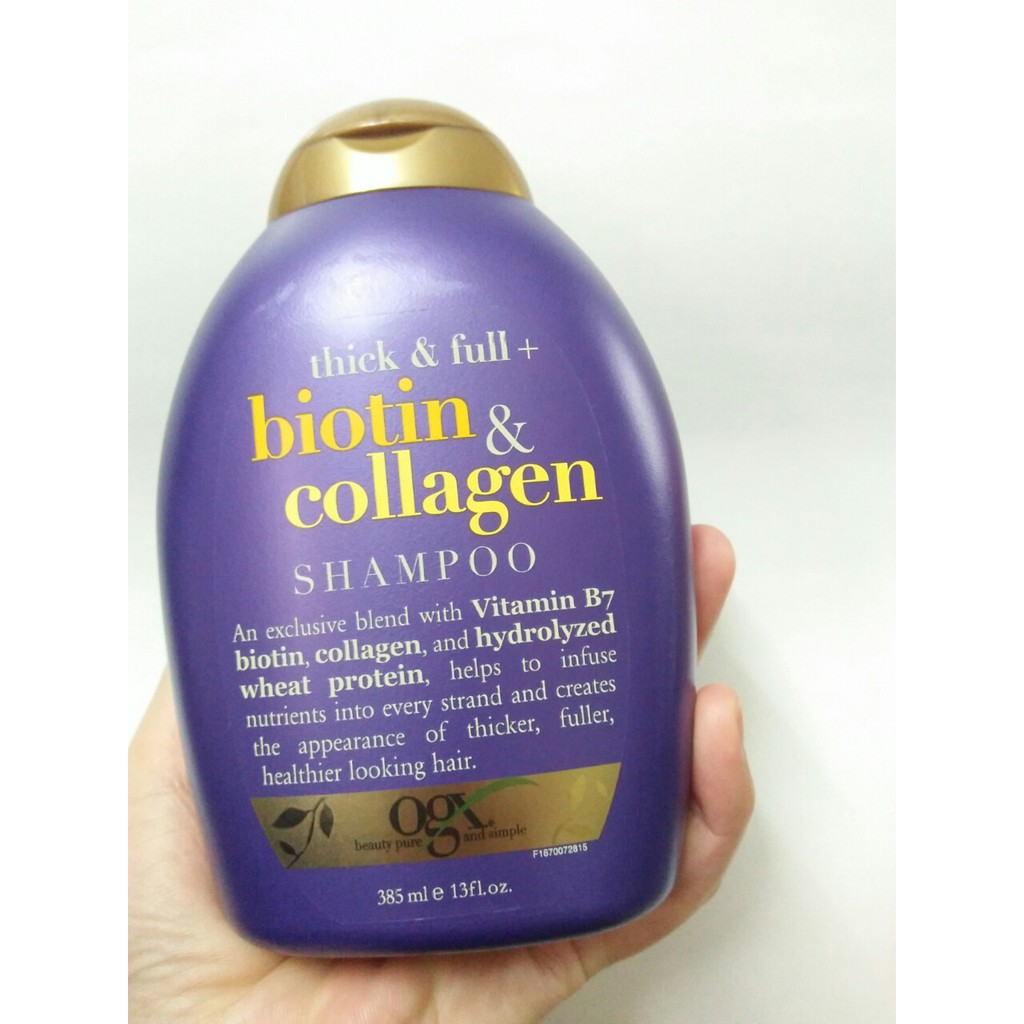 thick & full +
biotin &
collagen
SHAMPOO
An exclusive blend with Vitamin B7
biotin, collagen, and hydrolyzed
wheat protein, helps to infuse
nutrients into every strand and creates
the appearance of thicker, fuller,
healthier looking hair.
ogx®
beauty pure and simple
F1670072815
385 ml e 13fl.oz.